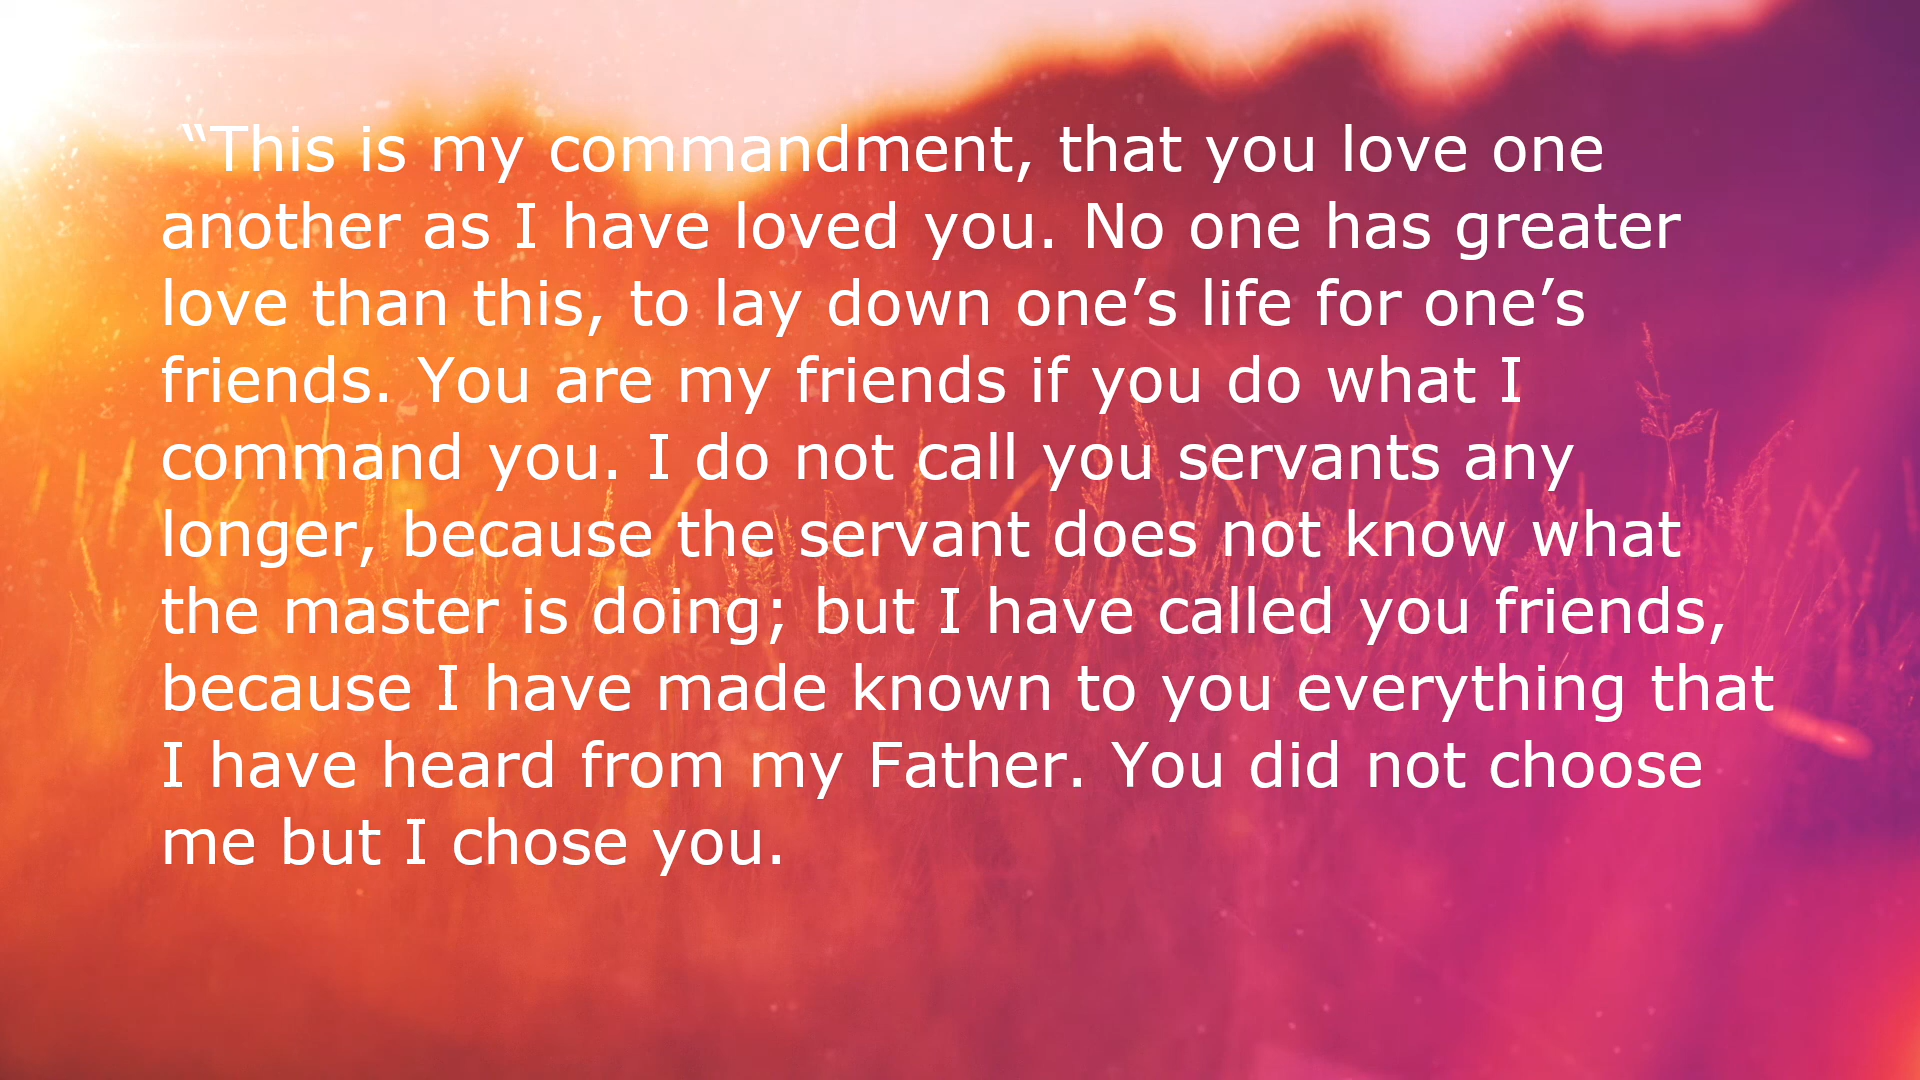 “This is my commandment, that you love one
another as I have loved you. No one has greater
love than this, to lay down one’s life for one’s
friends. You are my friends if you do what I
command you. I do not call you servants any
longer, because the servant does not know what
the master is doing; but I have called you friends,
because I have made known to you everything that
I have heard from my Father. You did not choose
me but I chose you.